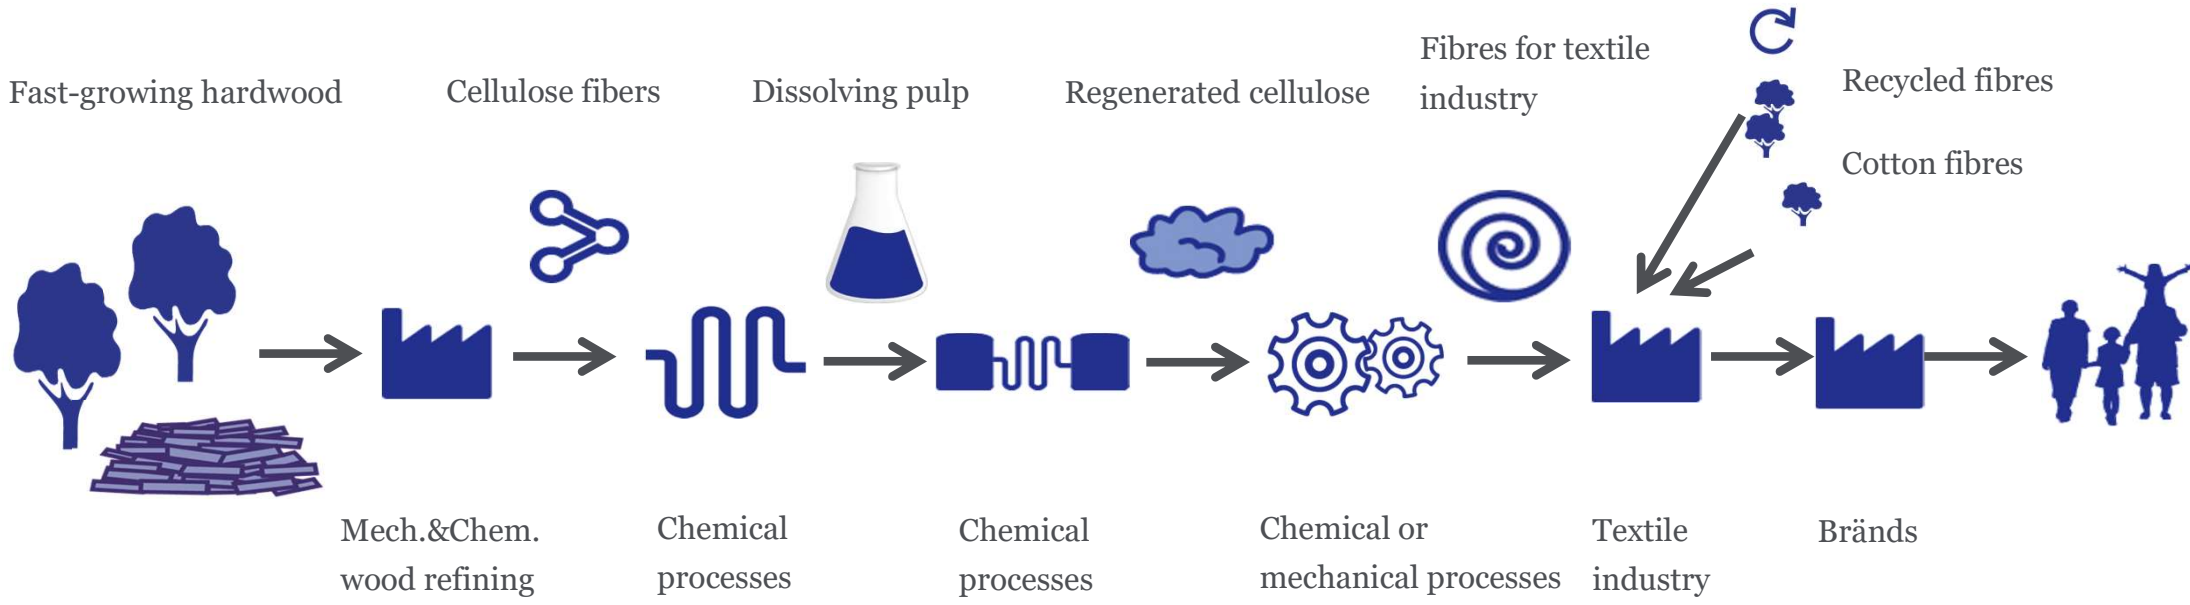 Fast-growing hardwood
Cellulose fibers
Dissolving pulp
Regenerated cellulose
Fibres for textile
industry
Recycled fibres
Cotton fibres
Mech.&Chem.
wood refining
Chemical
processes
Chemical
processes
Chemical or
mechanical processes
Textile
industry
Bränds